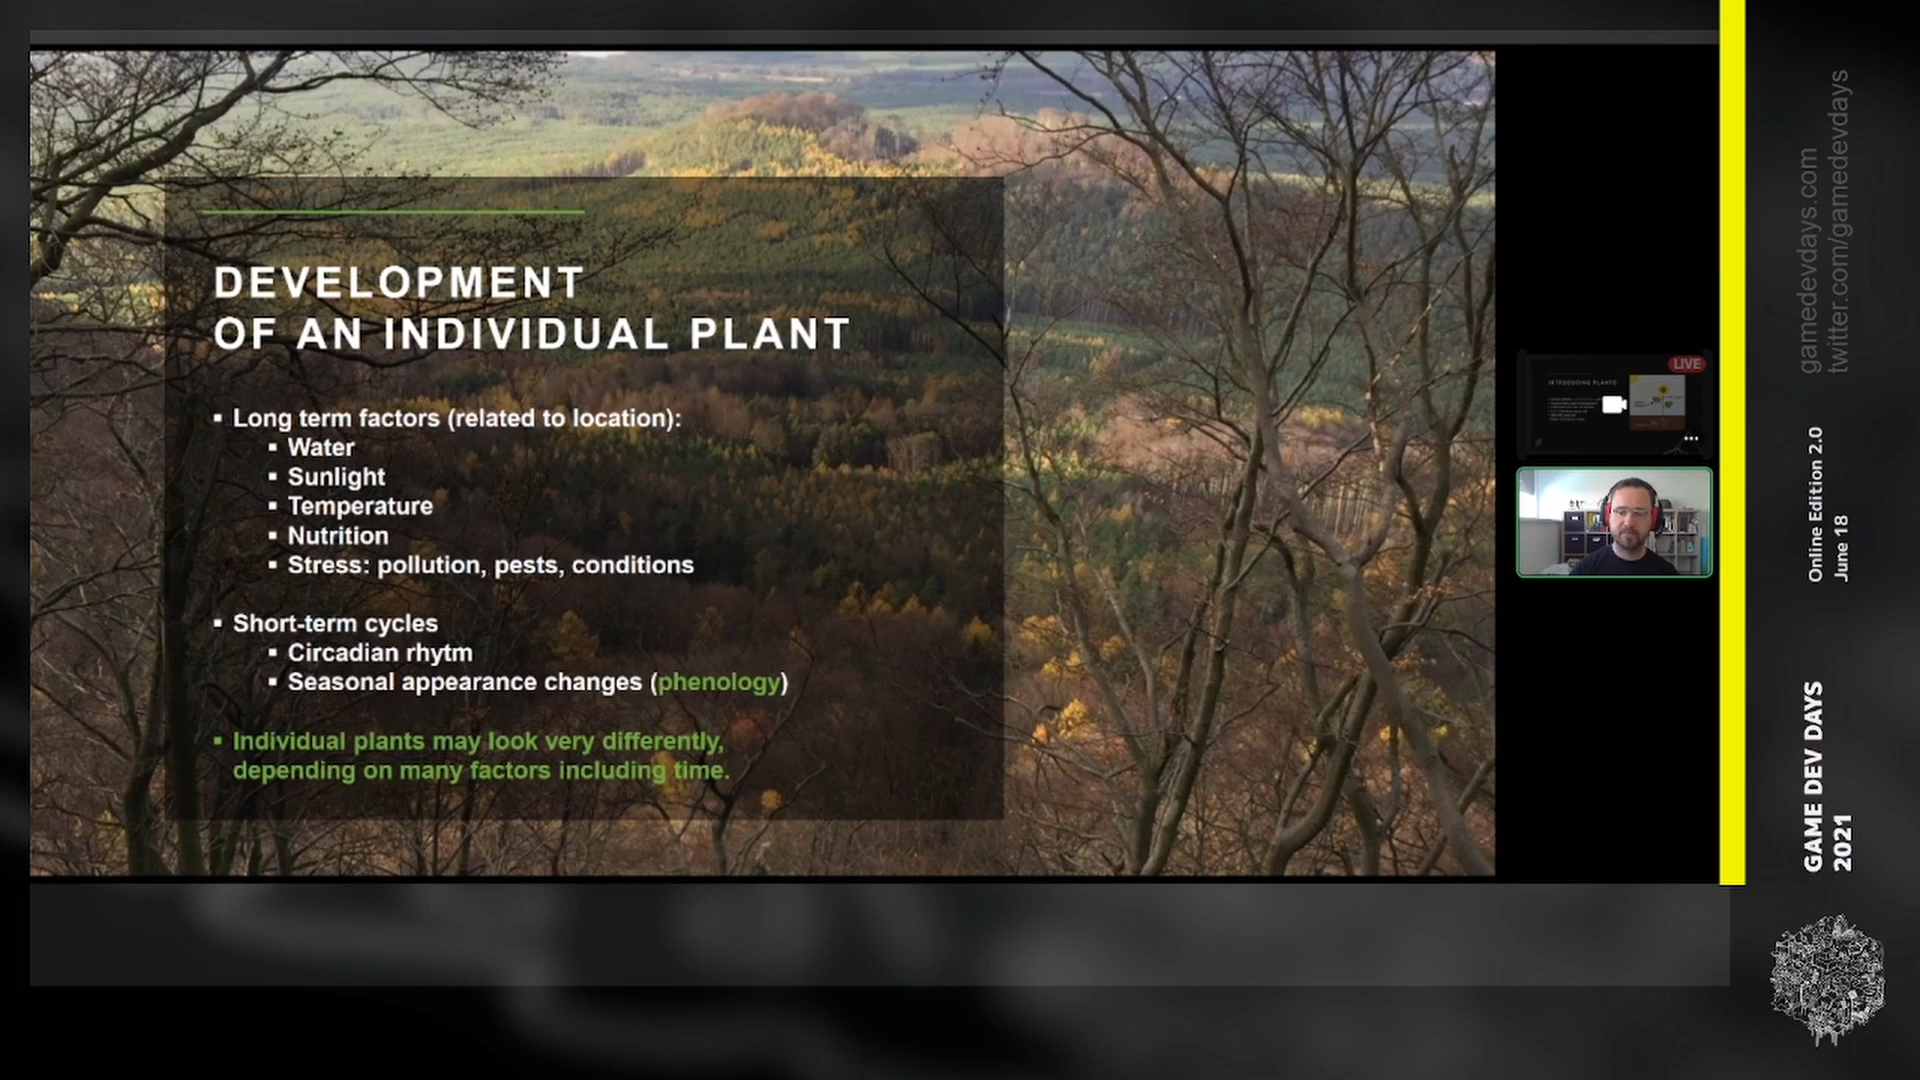 DEVELOPMENT
OF AN INDIVIDUAL PLANT
▪ Long term factors (related to location):
▪ Water
▪ Sunlight
▪ Temperature
▪ Nutrition
▪ Stress: pollution, pests, conditions
▪ Short-term cycles
▪ Circadian rhytm
▪ Seasonal appearance changes (phenology)
▪ Individual plants may look very differently,
depending on many factors including time.
LIVE
INTRODUCING PLANTS
gamedevdays.com
twitter.com/gamedevdays
Online Edition 2.0
June 18
GAME DEV DAYS
2021